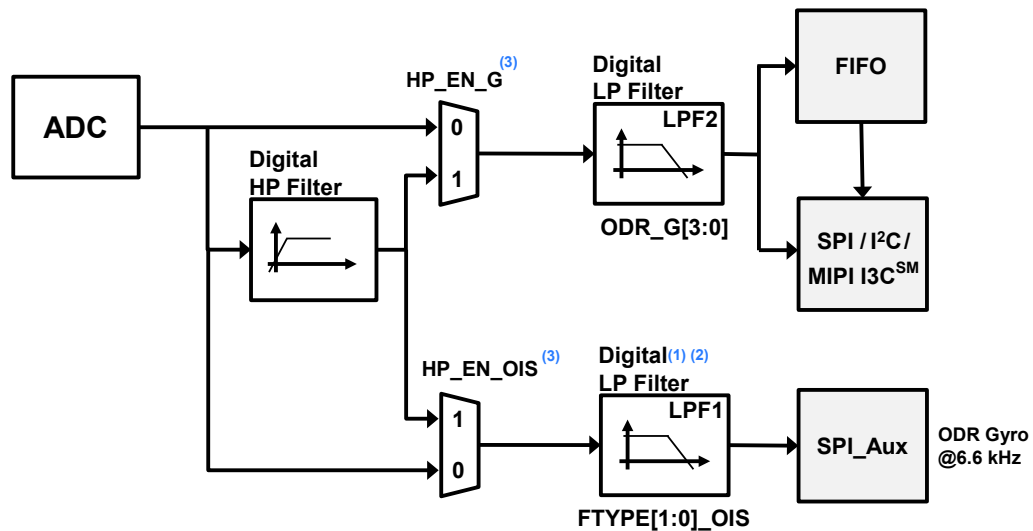 ADC
HP_EN_G (3)
0
1
Digital
HP Filter
Digital
LP Filter
LPF2
ODR_G[3:0]
FIFO
SPI / I²C/
MIPI I3C^SM
HP_EN_OIS (3)
1
0
Digital(1) (2)
LP Filter
LPF1
FTYPE[1:0]_OIS
SPI_Aux
ODR Gyro
@6.6 kHz